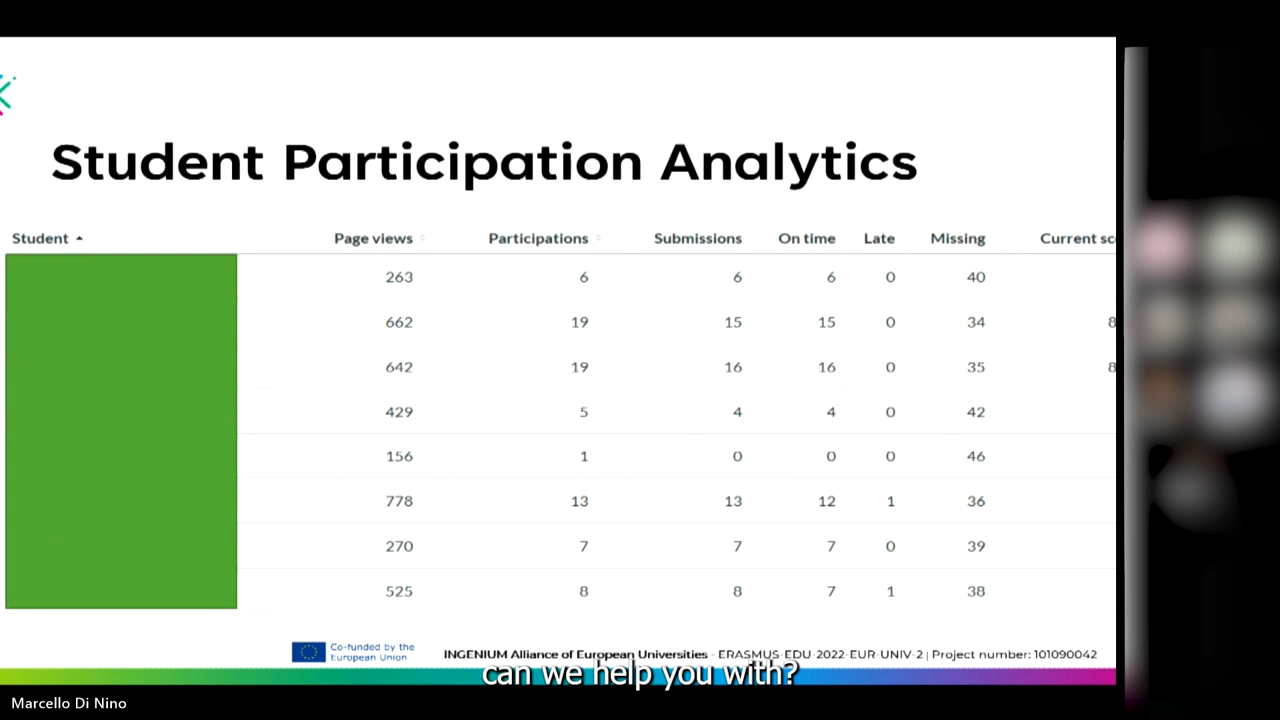 Student Participation Analytics
Student Page views Participations Submissions On time Late Missing Current sc
263 6 6 6 0 40
662 19 15 15 0 34 8
642 19 16 16 0 35 8
429 5 4 4 0 42
156 1 0 0 0 46
778 13 13 12 1 36
270 7 7 7 0 39
525 8 8 7 1 38
Co-funded by the
European Union
INGENIUM Alliance of European Universities - ERASMUS-EDU-2022-EUR-UNIV-2 | Project number: 101090042
can we help you with?
Marcello Di Nino